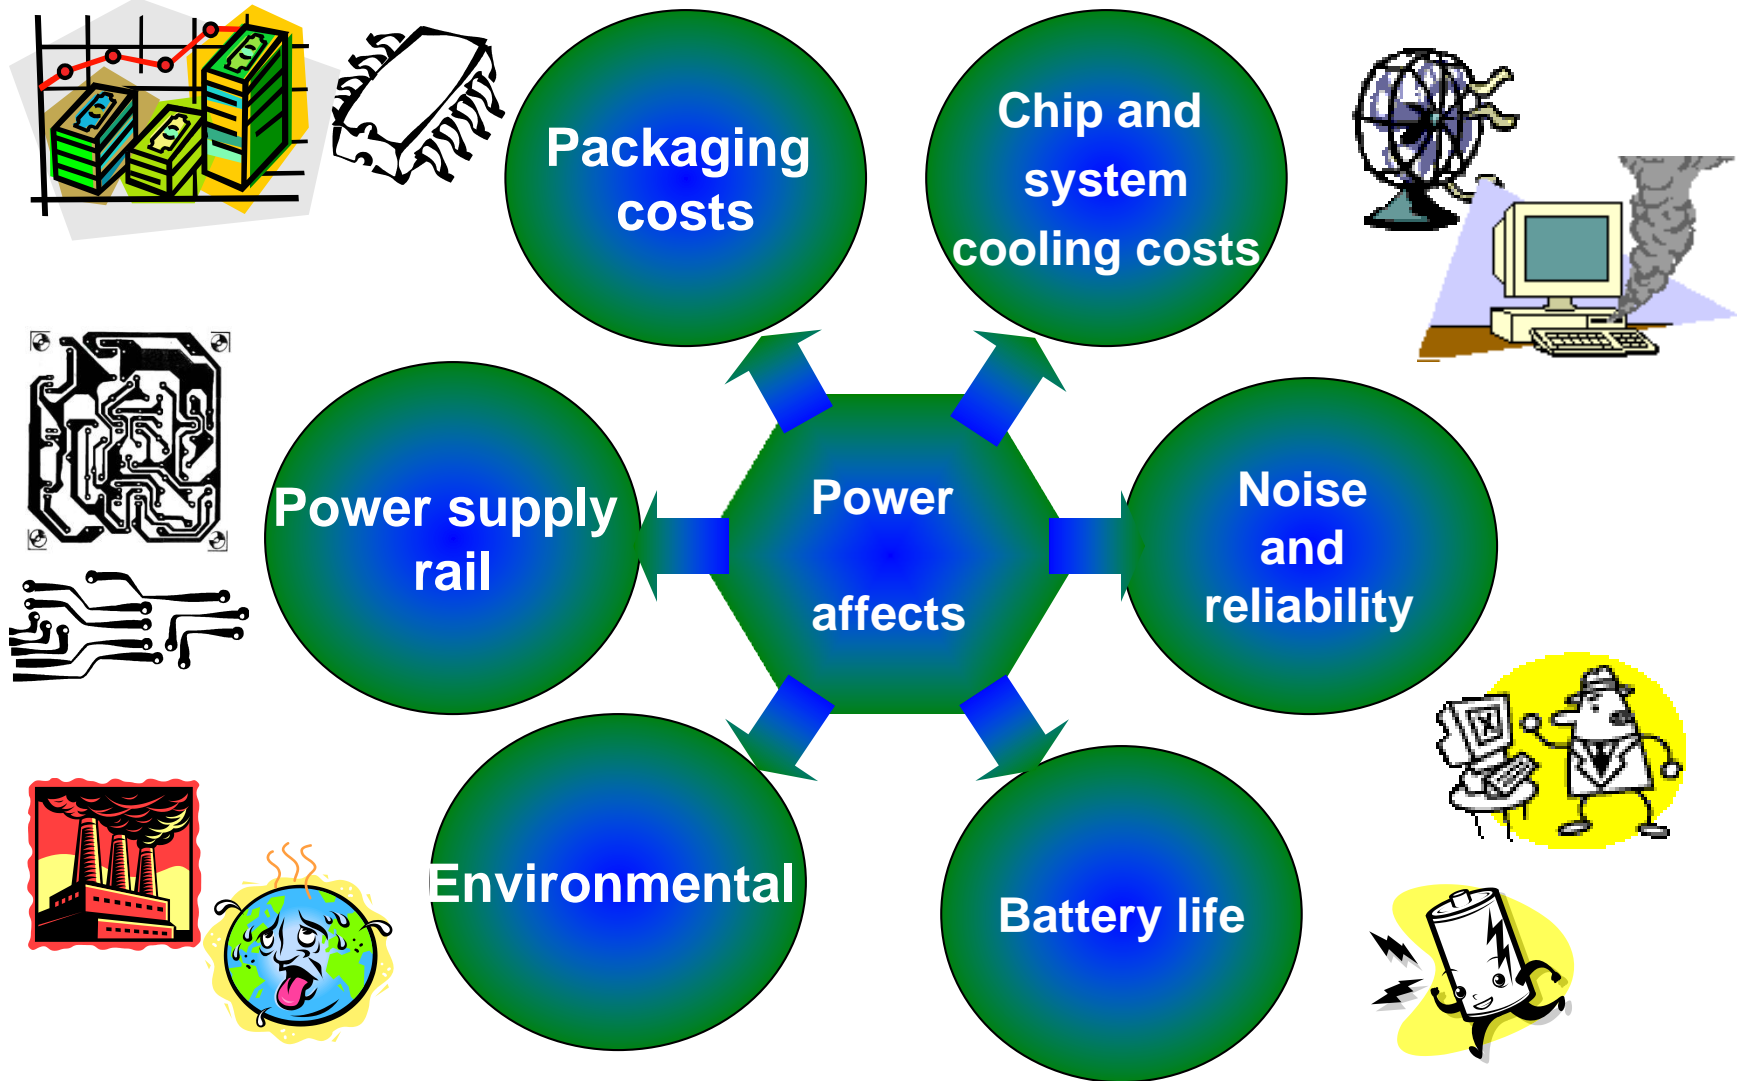 Packaging
costs
Chip and
system
cooling costs
Power supply
rail
Power
affects
Noise
and
reliability
Environmental
Battery life